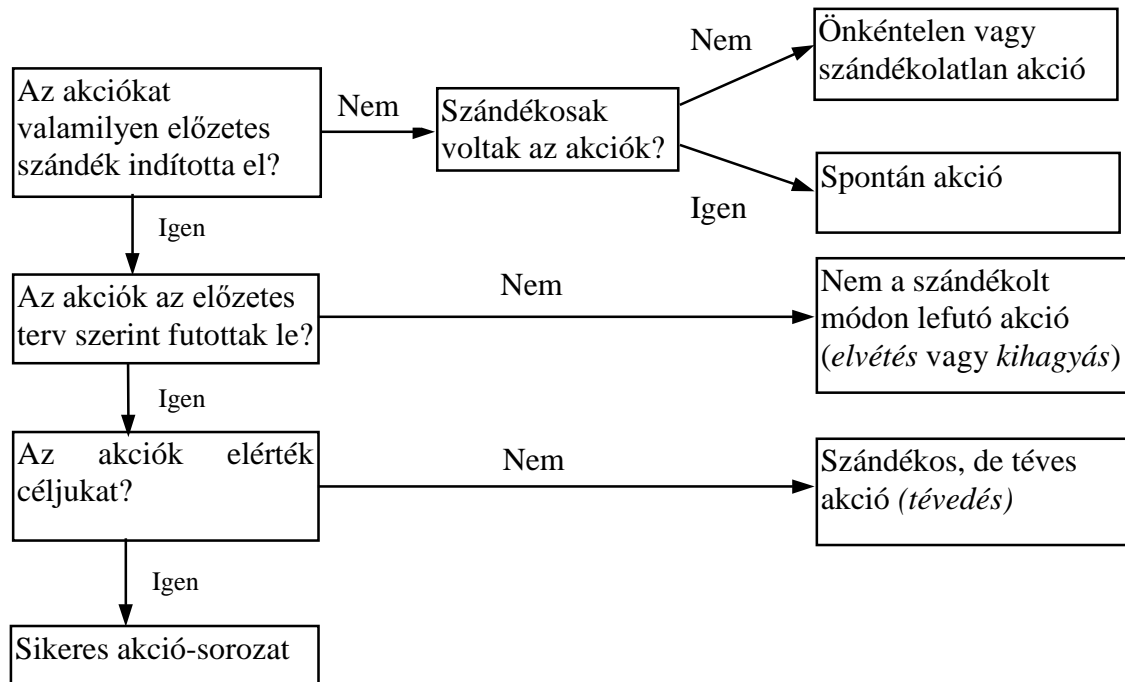 Az akciókat
valamilyen előzetes
szándék indította el?
Nem
Szándékosak
voltak az akciók?
Nem
Önkéntelen vagy
szándékolatlan akció
Igen
Spontán akció
Igen
Az akciók az előzetes
terv szerint futottak le?
Nem
Nem a szándékolt
módon lefutó akció
(elvétés vagy kihagyás)
Igen
Az akciók elérték
céljukat?
Nem
Szándékos, de téves
akció (tévedés)
Igen
Sikeres akció-sorozat